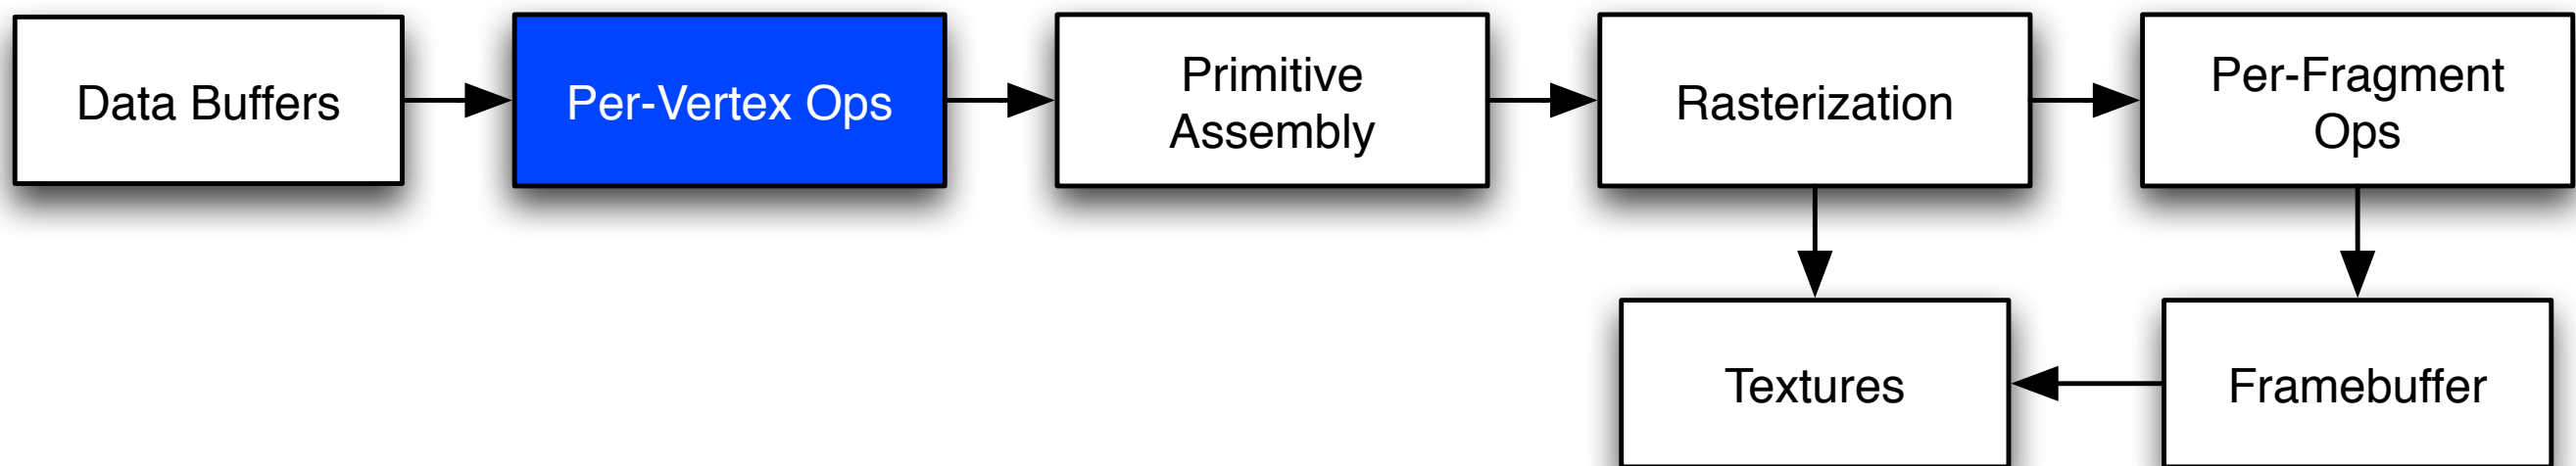 Data Buffers
Per-Vertex Ops
Primitive
Assembly
Rasterization
Per-Fragment
Ops
Textures
Framebuffer